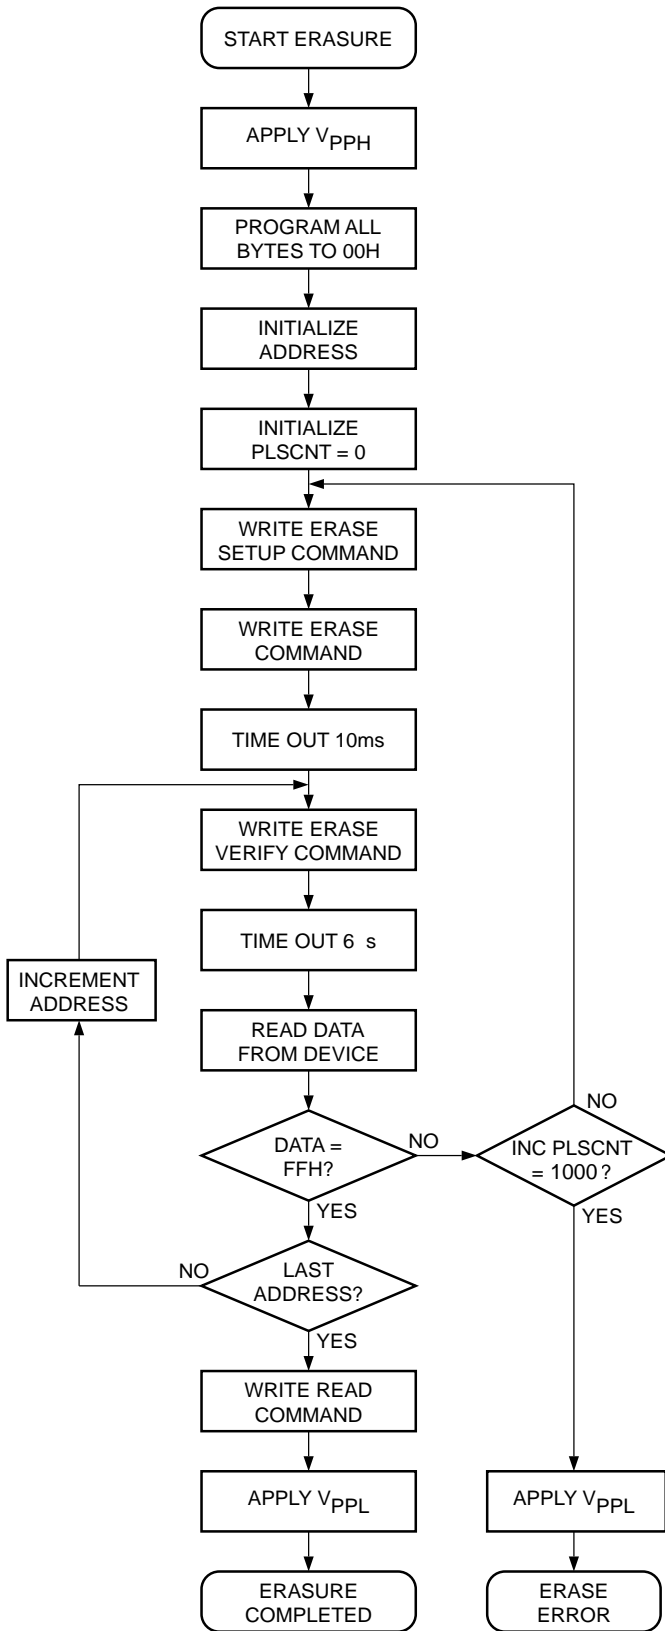 START ERASURE
APPLY VPPH
PROGRAM ALL
BYTES TO 00H
INITIALIZE
ADDRESS
INITIALIZE
PLSCNT = 0
WRITE ERASE
SETUP COMMAND
WRITE ERASE
COMMAND
TIME OUT 10ms
WRITE ERASE
VERIFY COMMAND
TIME OUT 6 s
INCREMENT
ADDRESS
READ DATA
FROM DEVICE
DATA =
FFH?
NO
YES
INC PLSCNT
= 1000 ?
NO
YES
LAST
ADDRESS?
NO
YES
WRITE READ
COMMAND
APPLY VPPL
APPLY VPPL
ERASURE
COMPLETED
ERASE
ERROR